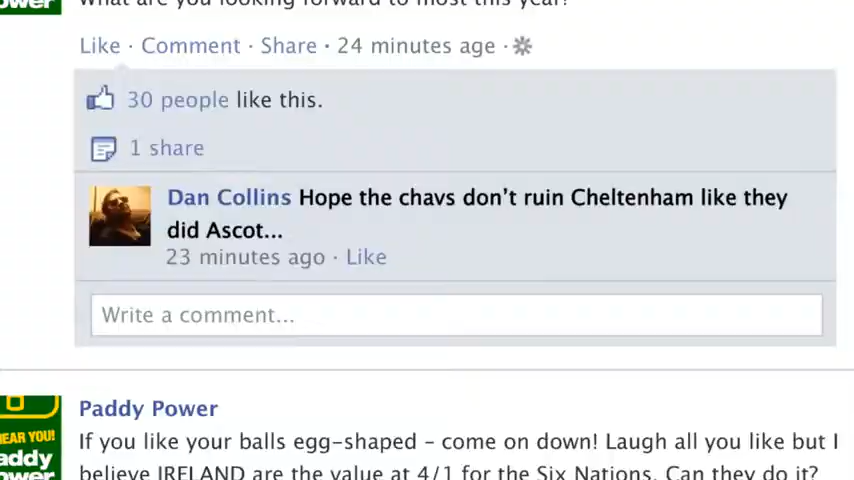 What are you looking forward to most this year?
Like · Comment · Share · 24 minutes ago ·
30 people like this.
1 share
Dan Collins Hope the chavs don't ruin Cheltenham like they
did Ascot...
23 minutes ago · Like
Write a comment...
Paddy Power
If you like your balls egg-shaped – come on down! Laugh all you like but I
believe IRELAND are the value at 4/1 for the Six Nations. Can they do it?
HEAR YOU!